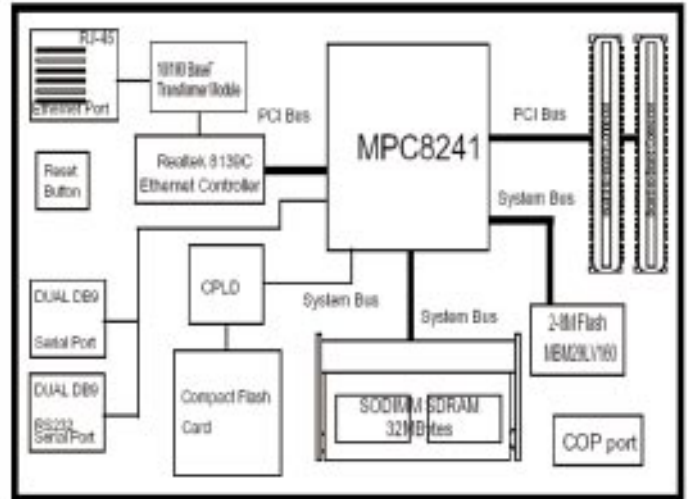 RJ-45
Ethernet Port
10/100 BaseT
Transformer Module
PCI Bus
Realtek 8139C
Ethernet Controller
MPC8241
PCI Bus
Reset
Button
System Bus
DUAL DB9
Serial Port
CPLD
System Bus
System Bus
2-8M Flash
MBM29LV160
DUAL DB9
RS232
Serial Port
Compact Flash
Card
SODIMM SDRAM
32MBytes
COP port